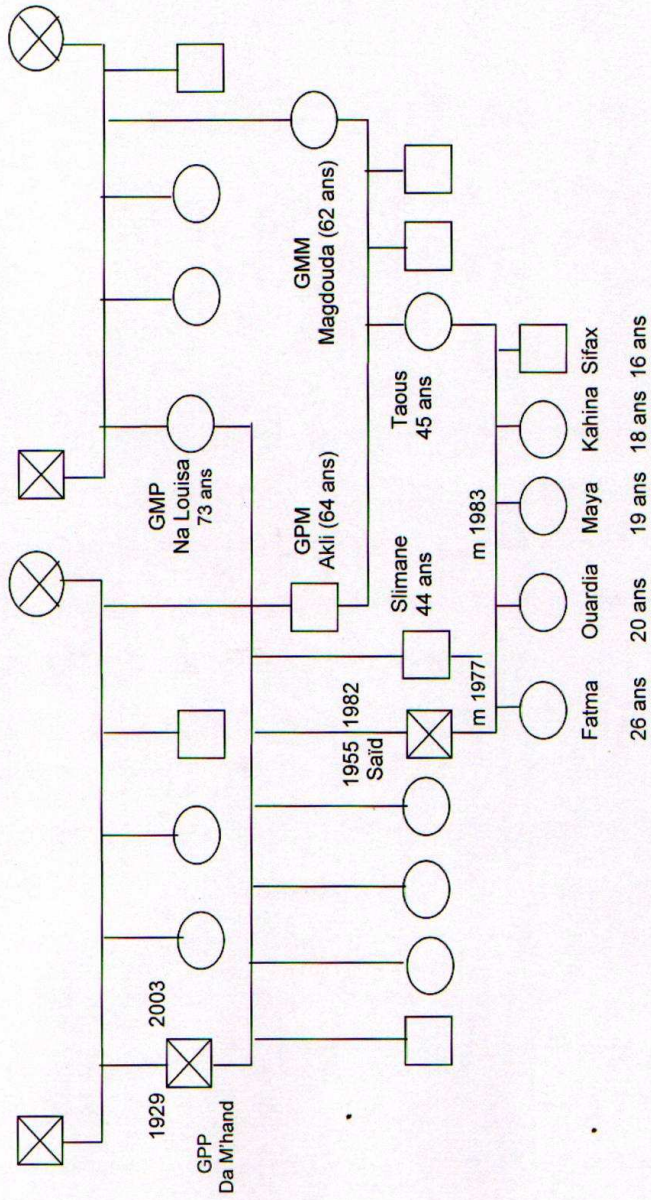 1929 2003
GPP
Da M'hand
GMP
Na Louisa
73 ans
GPM
Akli (64 ans)
GMM
Magdouda (62 ans)
1955 1982
Saïd
Slimane
44 ans
Taous
45 ans
m 1977
m 1983
Fatma Ouardia Maya Kahina Sifax
26 ans 20 ans 19 ans 18 ans 16 ans